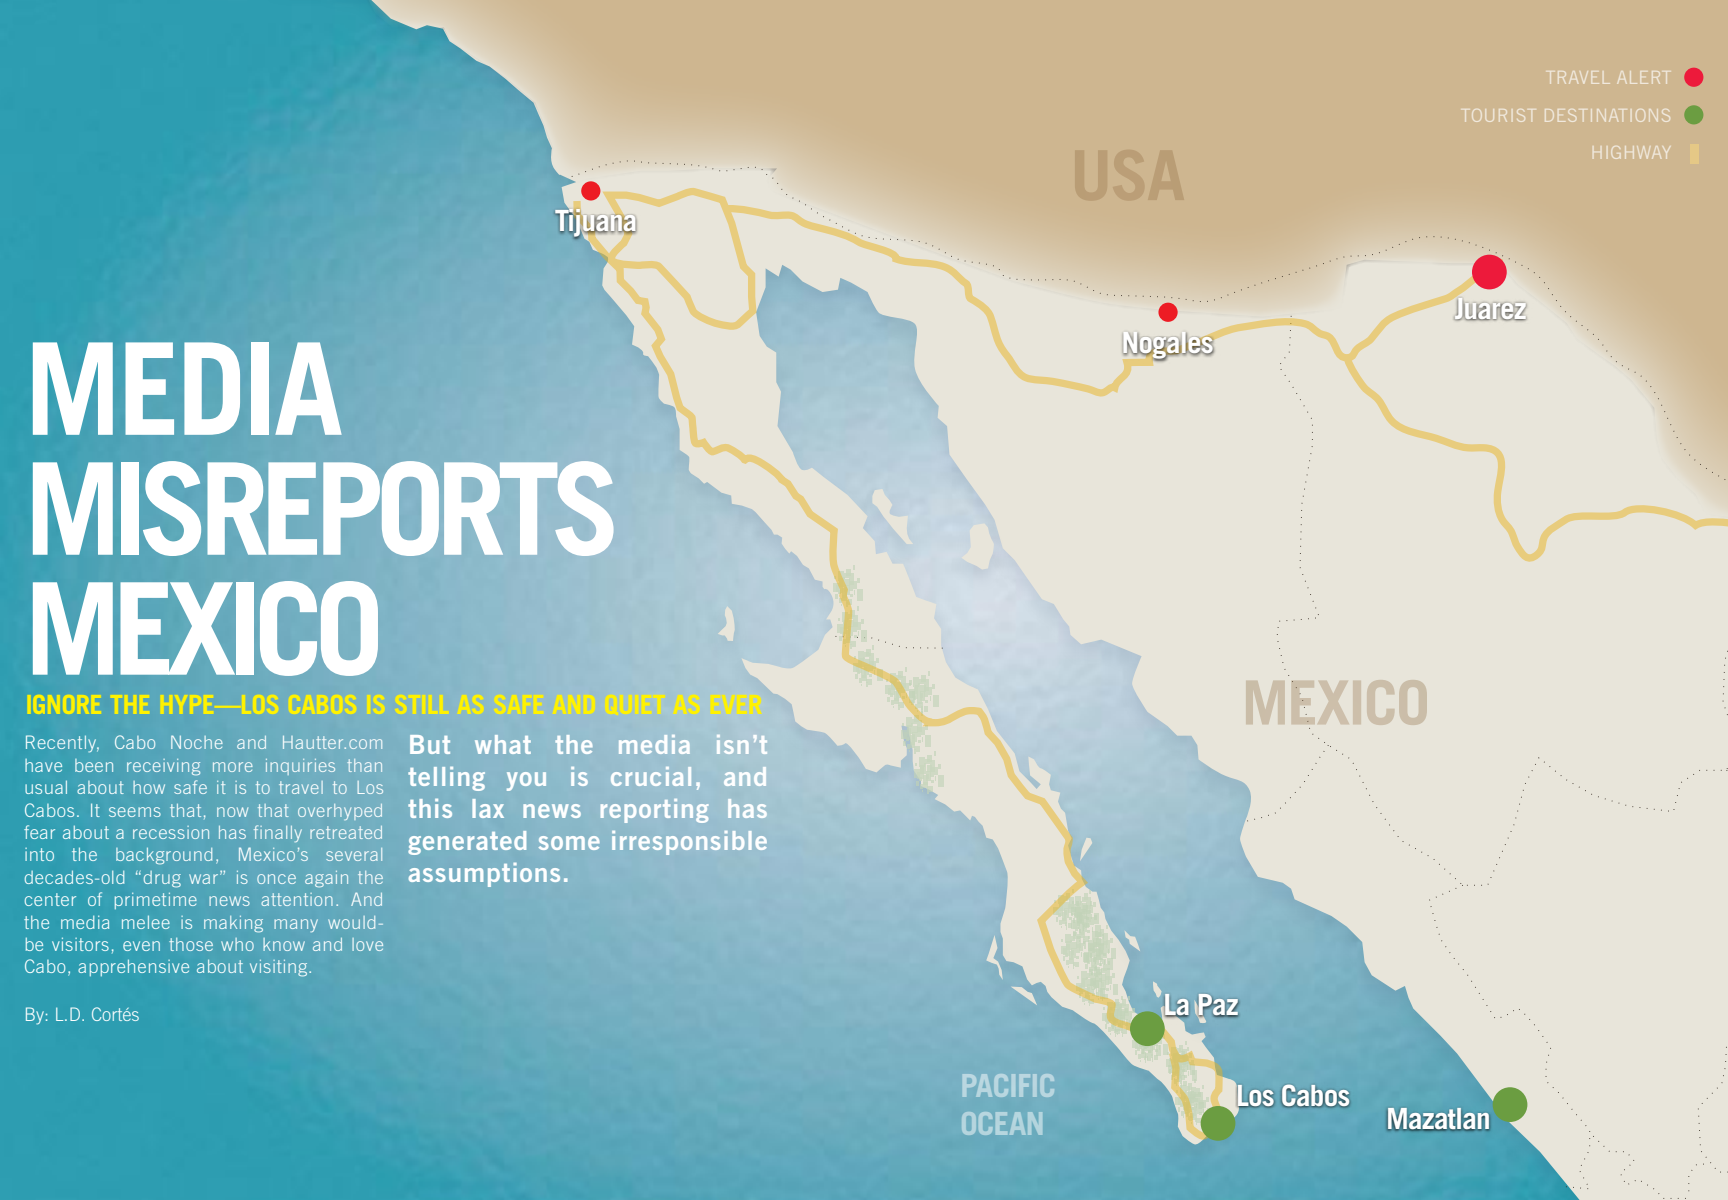 MEDIA
MISREPORTS
MEXICO
IGNORE THE HYPE—LOS CABOS IS STILL AS SAFE AND QUIET AS EVER
Recently, Cabo Noche and Hautter.com
have been receiving more inquiries than
usual about how safe it is to travel to Los
Cabos. It seems that, now that overhyped
fear about a recession has finally retreated
into the background, Mexico’s several
decades-old “drug war” is once again the
center of primetime news attention. And
the media melee is making many would-
be visitors, even those who know and love
Cabo, apprehensive about visiting.
By: L.D. Cortés
But what the media isn’t
telling you is crucial, and
this lax news reporting has
generated some irresponsible
assumptions.
TRAVEL ALERT
TOURIST DESTINATIONS
HIGHWAY
USA
Tijuana
Nogales
Juarez
MEXICO
La Paz
Los Cabos
Mazatlan
PACIFIC
OCEAN